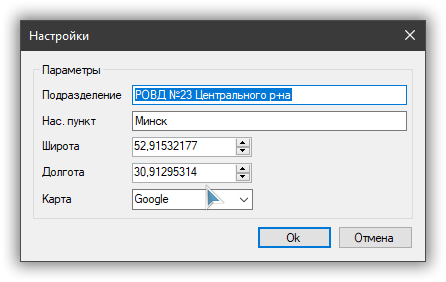 Настройки
Параметры
Подразделение РОВД №23 Центрального р-на
Нас. пункт Минск
Широта 52,91532177
Долгота 30,91295314
Карта Google
Ok Отмена